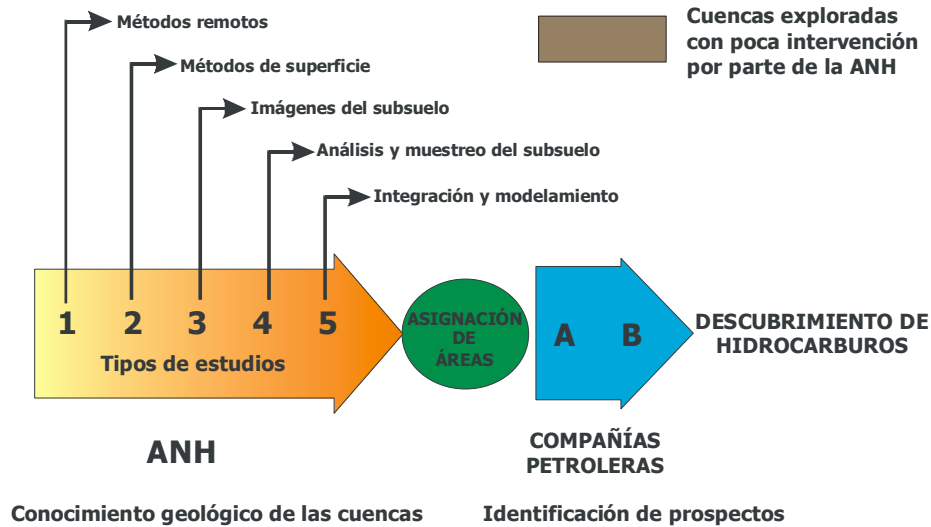 Métodos remotos
Cuencas exploradas
con poca intervención
por parte de la ANH
Métodos de superficie
Imágenes del subsuelo
Análisis y muestreo del subsuelo
Integración y modelamiento
1 2 3 4 5
Tipos de estudios
ASIGNACIÓN
DE
ÁREAS
A B
DESCUBRIMIENTO DE
HIDROCARBUROS
ANH
COMPAÑÍAS
PETROLERAS
Conocimiento geológico de las cuencas
Identificación de prospectos